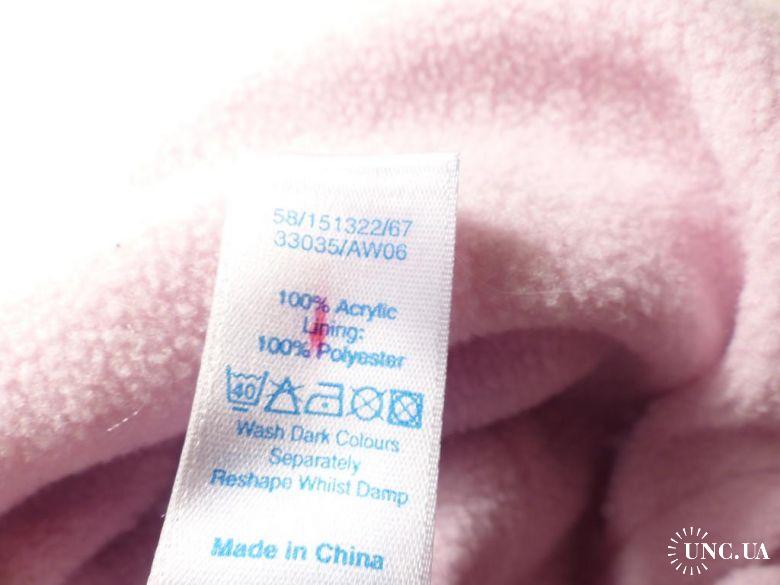 58/151322/67
33035/AW06
100% Acrylic
Lining:
100% Polyester
40
Wash Dark Colours
Separately
Reshape Whilst Damp
Made in China
UNC.UA